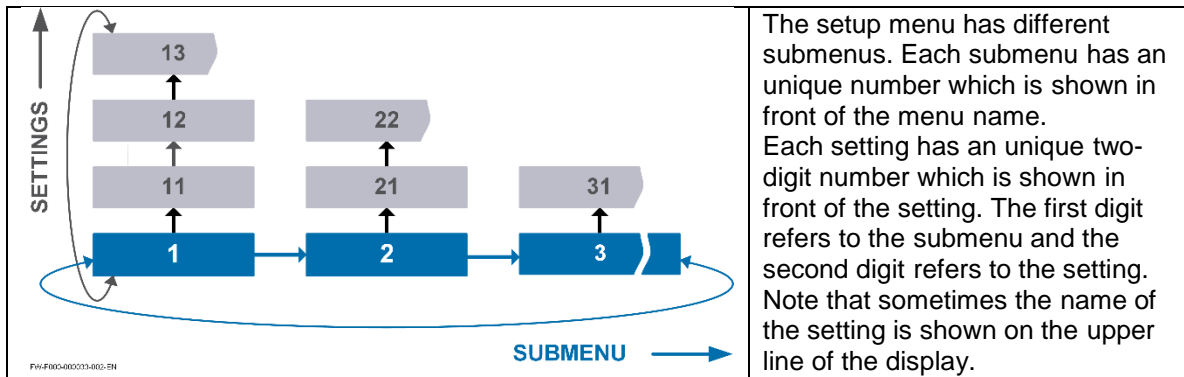 SETTINGS
13
12
22
11
21
31
1
2
3
SUBMENU
FW-F000-000033-002-EN
The setup menu has different
submenus. Each submenu has an
unique number which is shown in
front of the menu name.
Each setting has an unique two-
digit number which is shown in
front of the setting. The first digit
refers to the submenu and the
second digit refers to the setting.
Note that sometimes the name of
the setting is shown on the upper
line of the display.